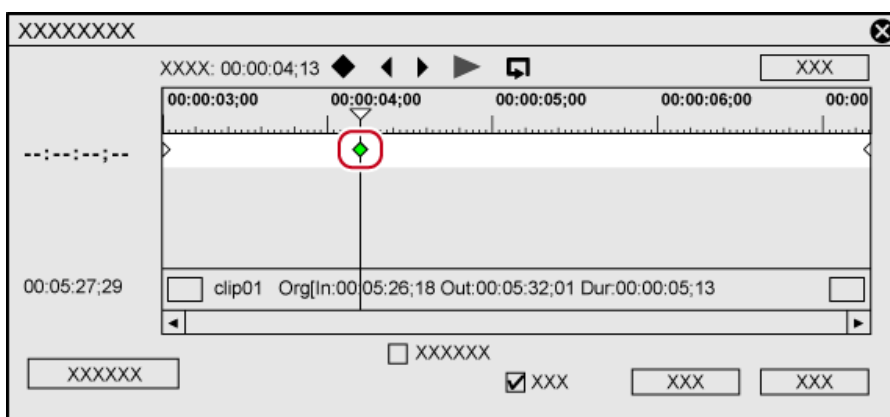 XXXXXXXX
XXXX: 00:00:04;13
XXX
00:00:03;00 00:00:04;00 00:00:05;00 00:00:06;00 00:00
--:--:--;--
00:05:27;29
clip01 Org[In:00:05:26;18 Out:00:05:32;01 Dur:00:00:05;13
XXXXXX
XXXXXX
XXX
XXX
XXX